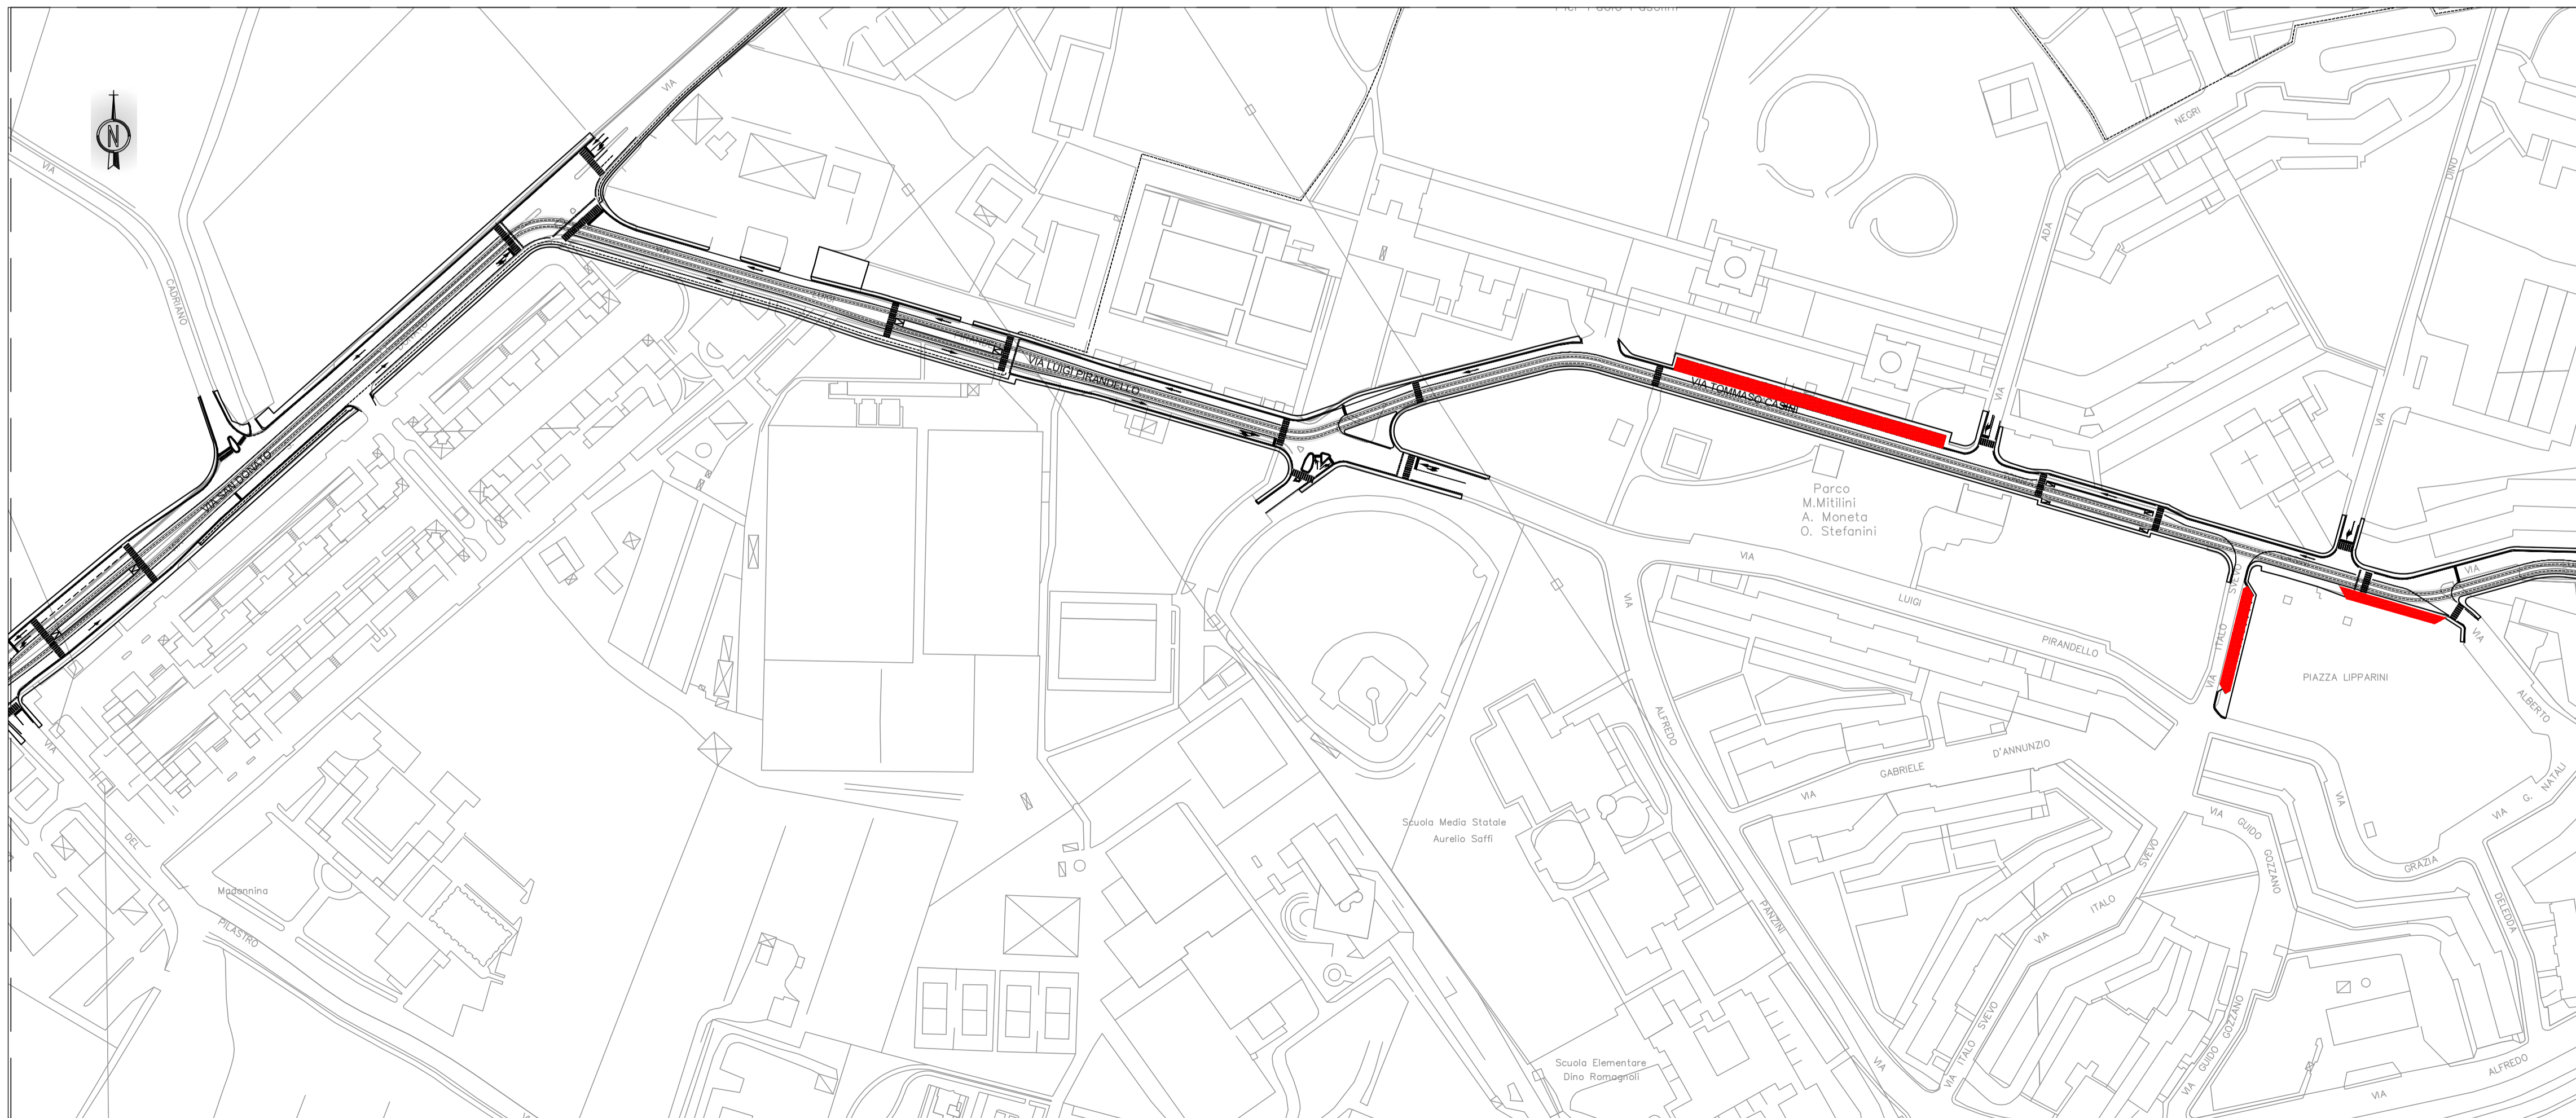 N
VIA
VIA
CADRIANO
DONATO
VIA SAN DONATO
VIA LUIGI PIRANDELLO
VIA TOMMASO CASINI
NEGRI
ADA
VIA
DINO
VIA
Parco
M.Mitilini
A. Moneta
O. Stefanini
VIA
LUIGI
PIRANDELLO
VIA
ITALO
SVEVO
VIA
VIA
ALBERTO
PIAZZA LIPPARINI
VIA
ALFREDO
PANZINI
VIA
VIA
GABRIELE
D'ANNUNZIO
VIA
G. NATALI
VIA
GRAZIA
DELEDDA
VIA
GUIDO
GOZZANO
SVEVO
ITALO
VIA
VIA ITALO SVEVO
VIA GUIDO GOZZANO
VIA
ALFREDO
Scuola Media Statale
Aurelio Saffi
Scuola Elementare
Dino Romagnoli
Madonnina
VIA
DEL
PILASTRO